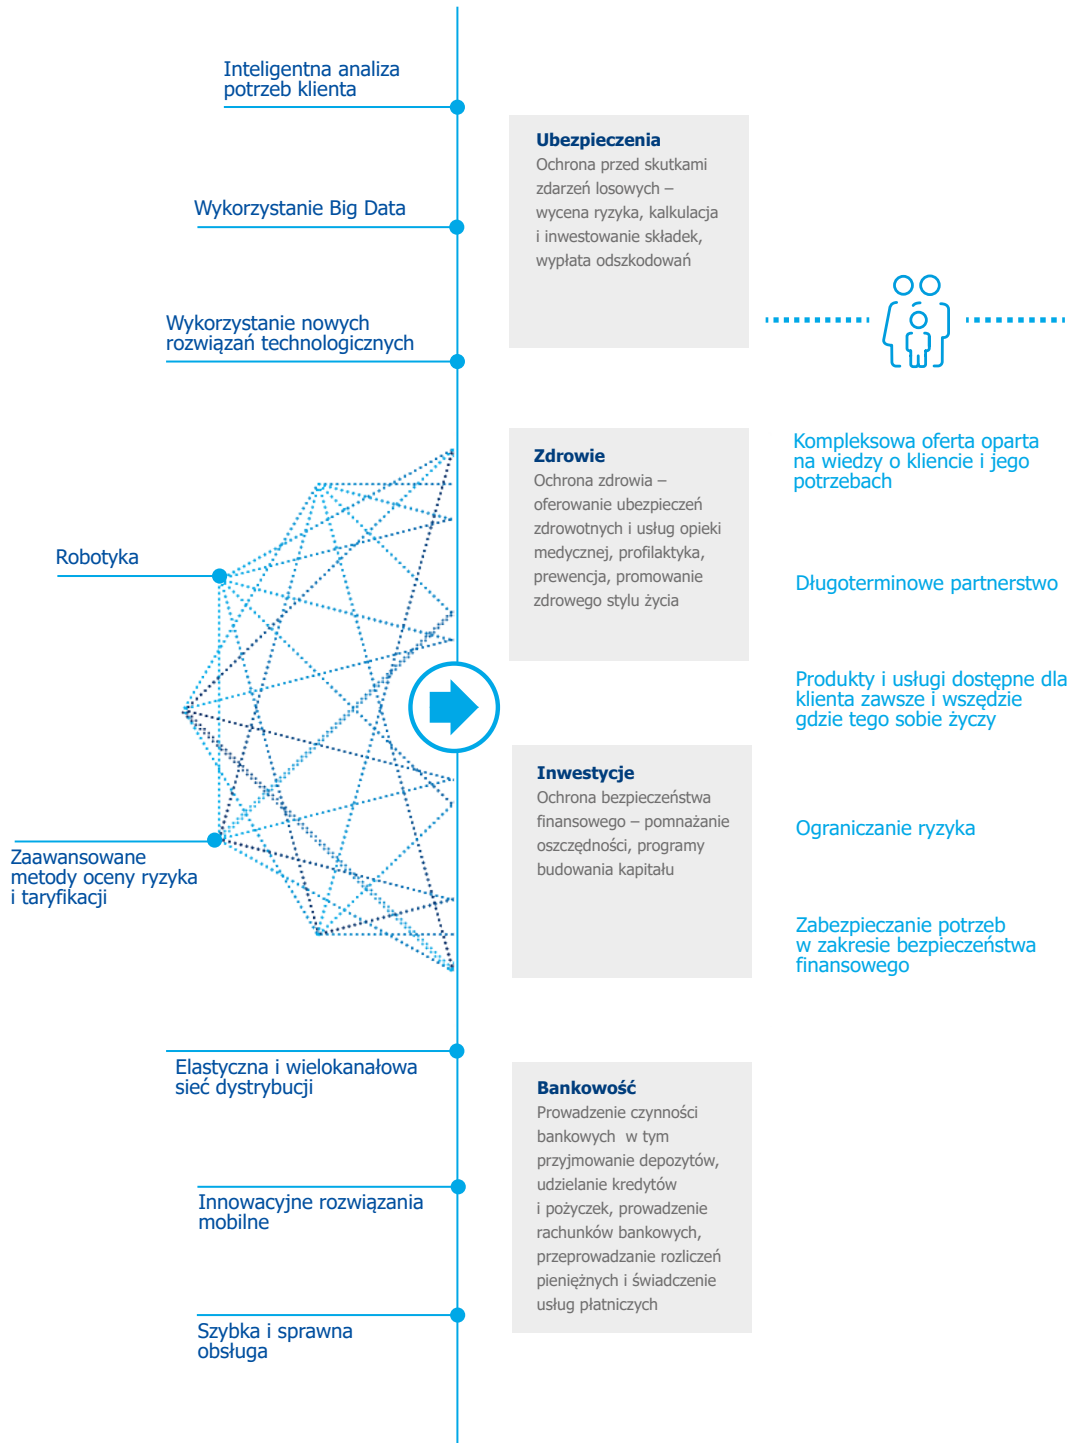 Inteligentna analiza
potrzeb klienta
Wykorzystanie Big Data
Wykorzystanie nowych
rozwiązań technologicznych
Robotyka
Zaawansowane
metody oceny ryzyka
i taryfikacji
Elastyczna i wielokanałowa
sieć dystrybucji
Innowacyjne rozwiązania
mobilne
Szybka i sprawna
obsługa
Ubezpieczenia
Ochrona przed skutkami
zdarzeń losowych –
wycena ryzyka, kalkulacja
i inwestowanie składek,
wypłata odszkodowań
Zdrowie
Ochrona zdrowia –
oferowanie ubezpieczeń
zdrowotnych i usług opieki
medycznej, profilaktyka,
prewencja, promowanie
zdrowego stylu życia
Inwestycje
Ochrona bezpieczeństwa
finansowego – pomnażanie
oszczędności, programy
budowania kapitału
Bankowość
Prowadzenie czynności
bankowych w tym
przyjmowanie depozytów,
udzielanie kredytów
i pożyczek, prowadzenie
rachunków bankowych,
przeprowadzanie rozliczeń
pieniężnych i świadczenie
usług płatniczych
Kompleksowa oferta oparta
na wiedzy o kliencie i jego
potrzebach
Długoterminowe partnerstwo
Produkty i usługi dostępne dla
klienta zawsze i wszędzie
gdzie tego sobie życzy
Ograniczanie ryzyka
Zabezpieczanie potrzeb
w zakresie bezpieczeństwa
finansowego